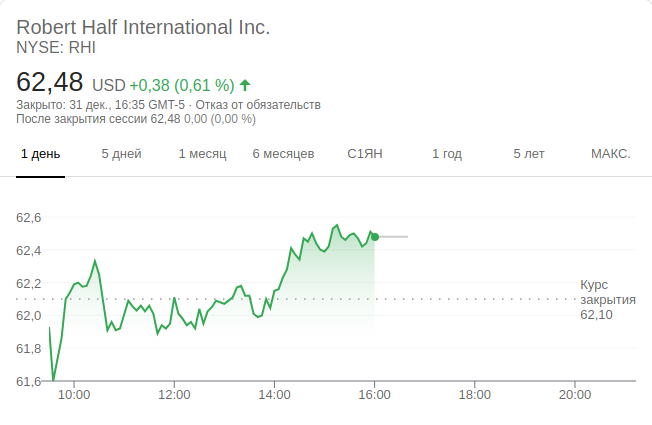 Robert Half International Inc.
NYSE: RHI
62,48 USD +0,38 (0,61 %)
Закрыто: 31 дек., 16:35 GMT-5 · Отказ от обязательств
После закрытия сессии 62,48 0,00 (0,00 %)
1 день 5 дней 1 месяц 6 месяцев С1ЯН 1 год 5 лет МАКС.
62,6
62,4
62,2
62,0
61,8
61,6
Курс
закрытия
62,10
10:00 12:00 14:00 16:00 18:00 20:00